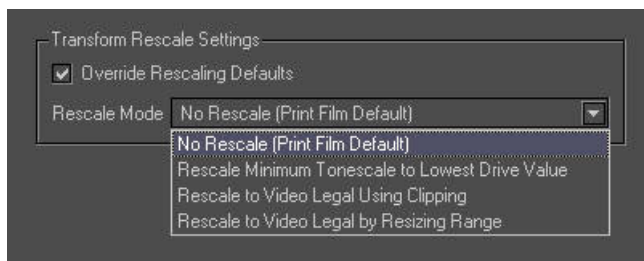 Transform Rescale Settings
Override Rescaling Defaults
Rescale Mode No Rescale (Print Film Default)
No Rescale (Print Film Default)
Rescale Minimum Tonescale to Lowest Drive Value
Rescale to Video Legal Using Clipping
Rescale to Video Legal by Resizing Range